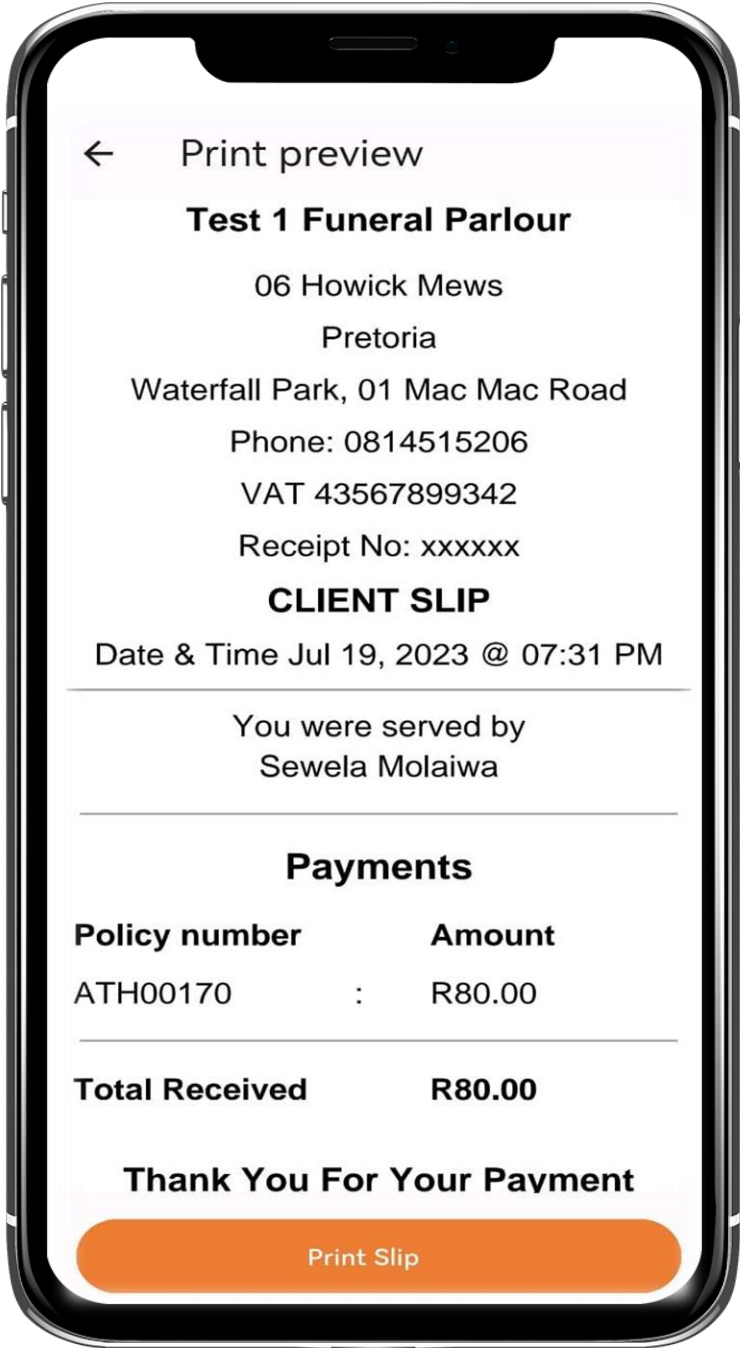 Print preview
Test 1 Funeral Parlour
06 Howick Mews
Pretoria
Waterfall Park, 01 Mac Mac Road
Phone: 0814515206
VAT 43567899342
Receipt No: xxxxxx
CLIENT SLIP
Date & Time Jul 19, 2023 @ 07:31 PM
You were served by
Sewela Molaiwa
Payments
Policy number Amount
ATH00170 : R80.00
Total Received R80.00
Thank You For Your Payment
Print Slip